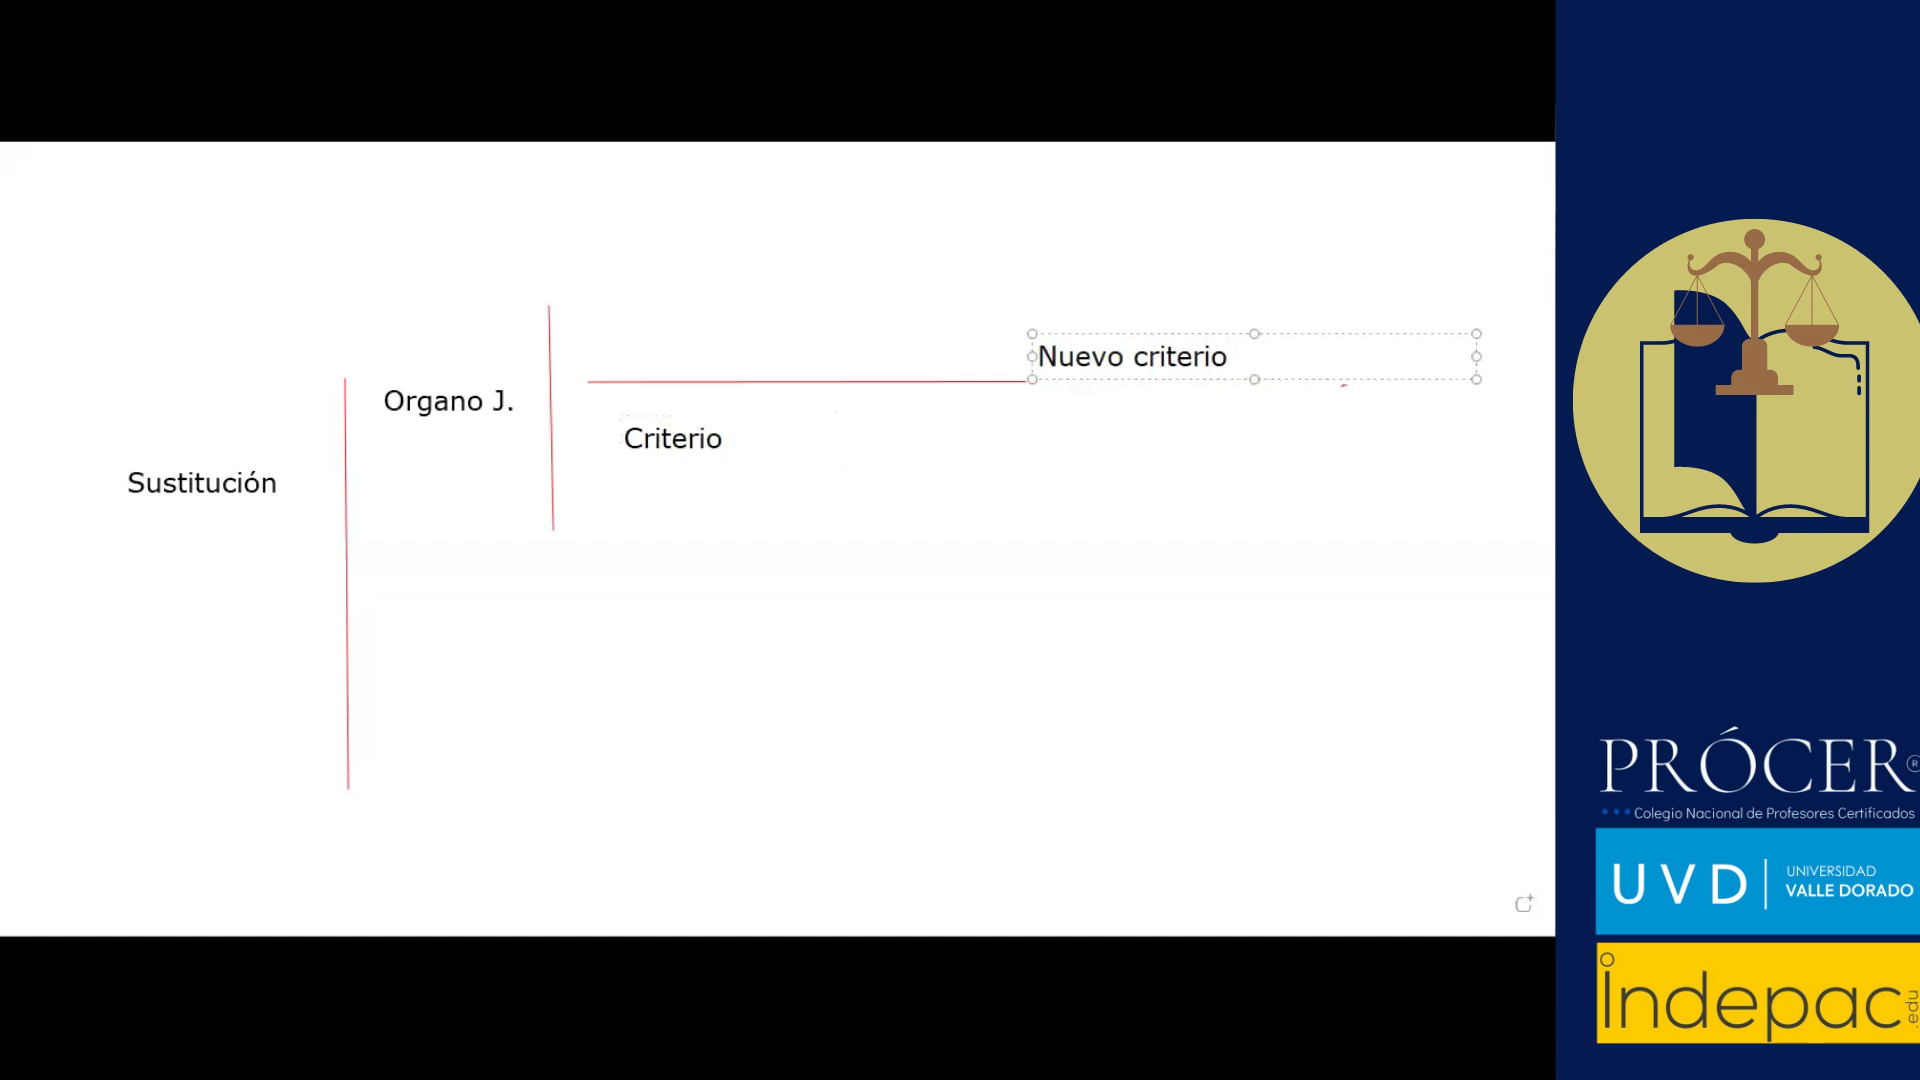 Nuevo criterio
Organo J.
Criterio
Sustitución
PRÓCER®
Colegio Nacional de Profesores Certificados
UVD
UNIVERSIDAD
VALLE DORADO
Indepac
.edu